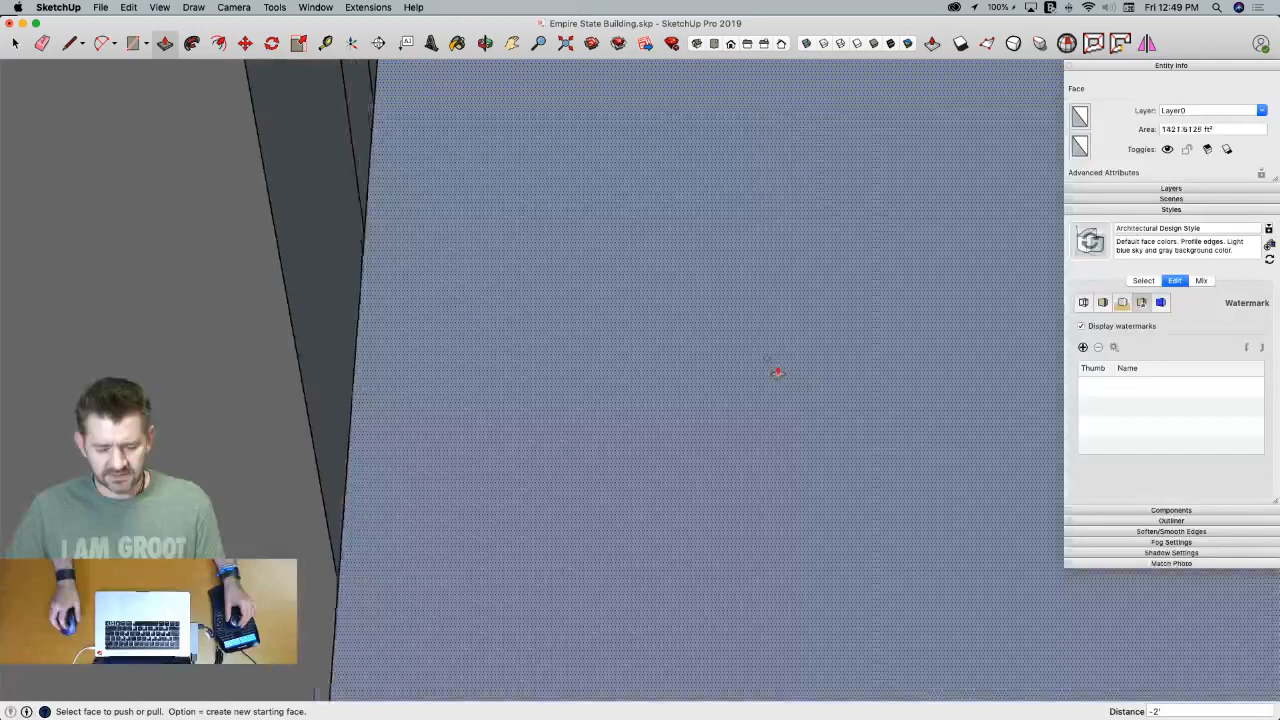 SketchUp File Edit View Draw Camera Tools Window Extensions Help 100% Fri 12:49 PM
Empire State Building.skp - SketchUp Pro 2019
Entity Info
Face
Layer: Layer0
Area: 1421.6126 ft²
Toggles:
Advanced Attributes
Layers
Scenes
Styles
Architectural Design Style
Default face colors. Profile edges. Light
blue sky and gray background color.
Select Edit Mix
Watermark
Display watermarks
Thumb Name
Components
Outliner
Soften/Smooth Edges
Fog Settings
Shadow Settings
Match Photo
I AM GROOT
Select face to push or pull. Option = create new starting face.
Distance -2'